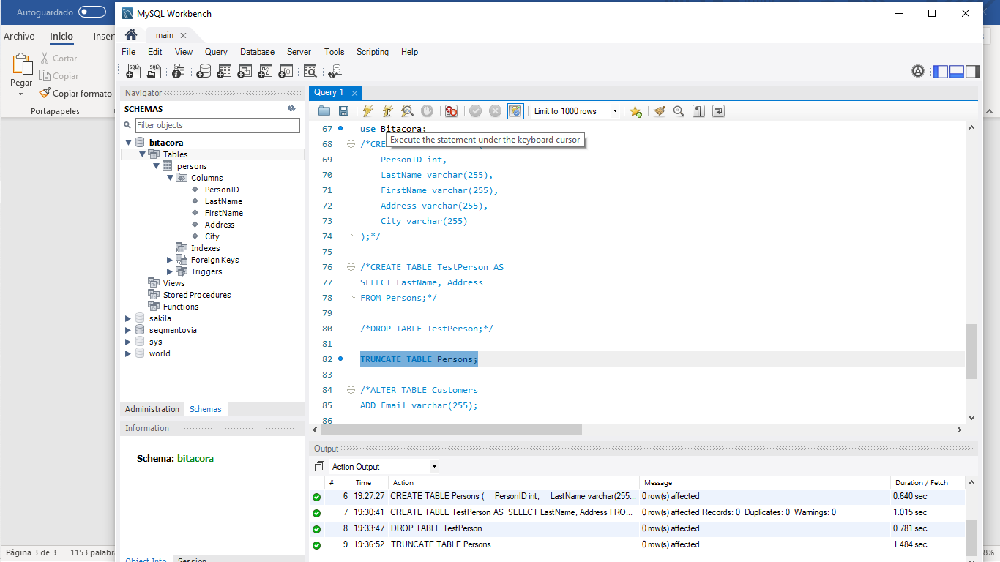 Autoguardado
MySQL Workbench
Archivo Inicio Inser
main
File Edit View Query Database Server Tools Scripting Help
Cortar
Copiar
Pegar
Copiar formato
Portapapeles
Navigator
SCHEMAS
Filter objects
bitacora
Tables
persons
Columns
PersonID
LastName
FirstName
Address
City
Indexes
Foreign Keys
Triggers
Views
Stored Procedures
Functions
sakila
segmentovia
sys
world
Administration Schemas
Information
Schema: bitacora
Object Info Session
Query 1
Limit to 1000 rows
67 use Bitacora;
Execute the statement under the keyboard cursor
68 /*CRE
69 PersonID int,
70 LastName varchar(255),
71 FirstName varchar(255),
72 Address varchar(255),
73 City varchar(255)
74 );*/
75
76 /*CREATE TABLE TestPerson AS
77 SELECT LastName, Address
78 FROM Persons;*/
79
80 /*DROP TABLE TestPerson;*/
81
82 TRUNCATE TABLE Persons;
83
84 /*ALTER TABLE Customers
85 ADD Email varchar(255);
86
Output
Action Output
# Time Action Message Duration / Fetch
6 19:27:27 CREATE TABLE Persons ( PersonID int, LastName varchar(255... 0 row(s) affected 0.640 sec
7 19:30:41 CREATE TABLE TestPerson AS SELECT LastName, Address FRO... 0 row(s) affected Records: 0 Duplicates: 0 Warnings: 0 1.015 sec
8 19:33:47 DROP TABLE TestPerson 0 row(s) affected 0.781 sec
9 19:36:52 TRUNCATE TABLE Persons 0 row(s) affected 1.484 sec
Página 3 de 3 1153 palabr
8%